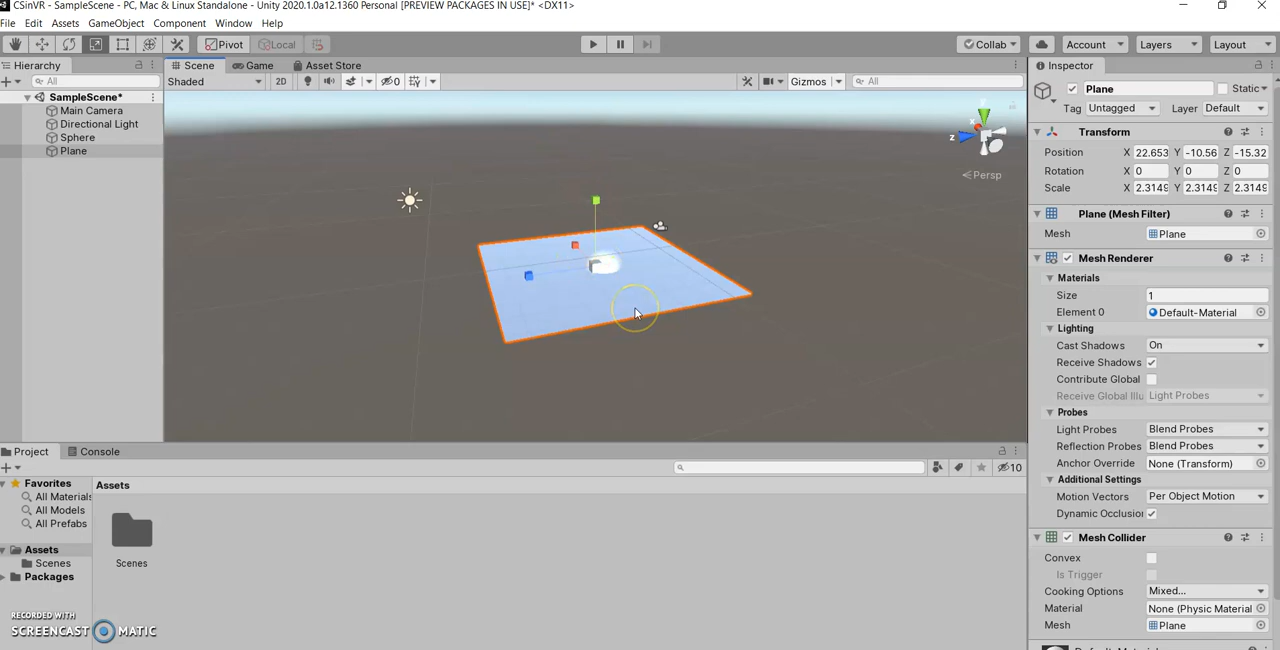 CSinVR - SampleScene - PC, Mac & Linux Standalone - Unity 2020.1.0a12.1360 Personal [PREVIEW PACKAGES IN USE]* <DX11>
File Edit Assets GameObject Component Window Help
Pivot Local Collab Account Layers Layout
Hierarchy Scene Game Asset Store Inspector
All Shaded 2D 0 Gizmos All Plane Static
SampleScene*
Main Camera
Directional Light
Sphere
Plane
y
x
z
Persp
Tag Untagged Layer Default
Transform
Position X 22.653 Y -10.56 Z -15.32
Rotation X 0 Y 0 Z 0
Scale X 2.3149 Y 2.3149 Z 2.3149
Plane (Mesh Filter)
Mesh Plane
Mesh Renderer
Materials
Size 1
Element 0 Default-Material
Lighting
Cast Shadows On
Receive Shadows
Contribute Global
Receive Global Illu Light Probes
Probes
Light Probes Blend Probes
Reflection Probes Blend Probes
Anchor Override None (Transform)
Additional Settings
Motion Vectors Per Object Motion
Dynamic Occlusion
Mesh Collider
Convex
Is Trigger
Cooking Options Mixed...
Material None (Physic Material
Mesh Plane
Project Console
10
Favorites
All Materials
All Models
All Prefabs
Assets
Scenes
Packages
Assets
Scenes
RECORDED WITH
SCREENCAST MATIC